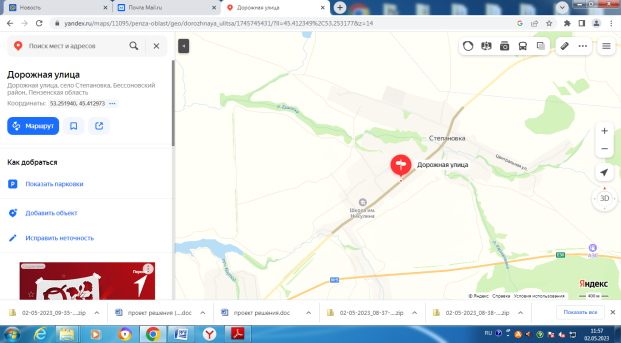 Новость
Почта Mail.ru
Дорожная улица
yandex.ru/maps/11095/penza-oblast/geo/dorozhnaya_ulitsa/1745745431/?ll=45.412349%2C53.253177&z=14
Поиск мест и адресов
Дорожная улица
Дорожная улица, село Степановка, Бессоновский
район, Пензенская область
Координаты: 53.251940, 45.412973
Маршрут
Как добраться
Показать парковки
Добавить объект
Исправить неточность
Степановка
Центральная ул.
Дорожная улица
Школа им.
3D
Яндекс
© Яндекс Справка Условия использования
400 м
02-05-2023_09-33-....zip
проект решения (....doc
проект решения.doc
02-05-2023_08-37-....zip
02-05-2023_08-38-....zip
Показать все
RU
11:57
02.05.2023